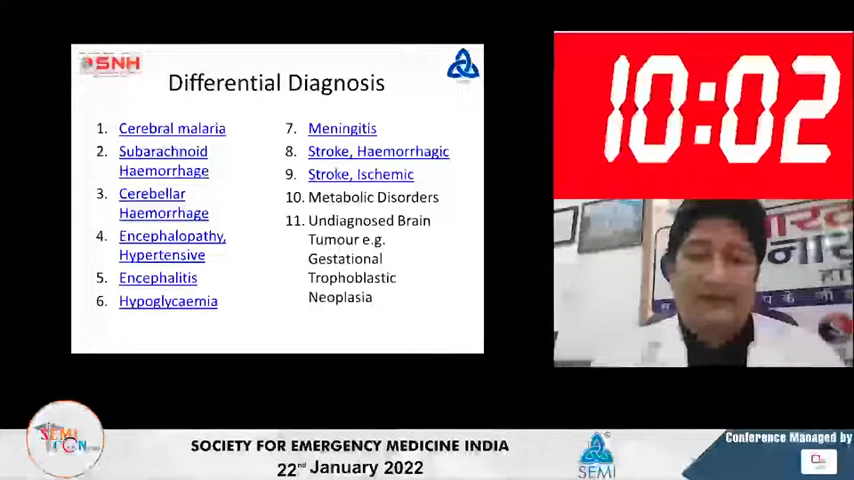 SNH
Differential Diagnosis
1. Cerebral malaria
2. Subarachnoid
Haemorrhage
3. Cerebellar
Haemorrhage
4. Encephalopathy,
Hypertensive
5. Encephalitis
6. Hypoglycaemia
7. Meningitis
8. Stroke, Haemorrhagic
9. Stroke, Ischemic
10. Metabolic Disorders
11. Undiagnosed Brain
Tumour e.g.
Gestational
Trophoblastic
Neoplasia
10:02
SOCIETY FOR EMERGENCY MEDICINE INDIA
22nd January 2022
SEMI
Conference Managed by